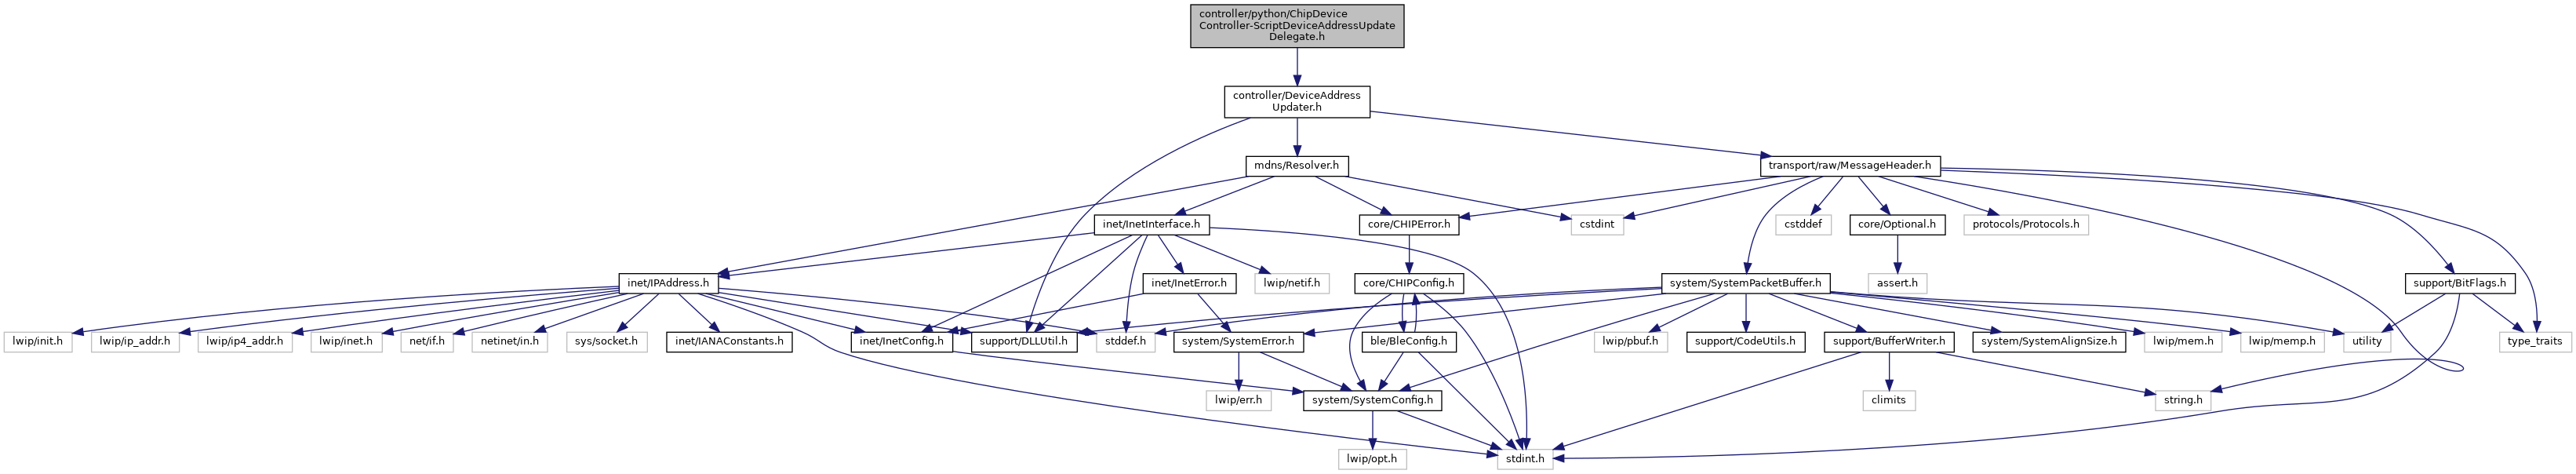 controller/python/ChipDevice
Controller-ScriptDeviceAddressUpdate
Delegate.h
controller/DeviceAddress
Updater.h
mdns/Resolver.h
transport/raw/MessageHeader.h
inet/InetInterface.h
core/CHIPError.h
cstdint
cstddef
core/Optional.h
protocols/Protocols.h
inet/IPAddress.h
inet/InetError.h
lwip/netif.h
core/CHIPConfig.h
system/SystemPacketBuffer.h
assert.h
support/BitFlags.h
lwip/init.h
lwip/ip_addr.h
lwip/ip4_addr.h
lwip/inet.h
net/if.h
netinet/in.h
sys/socket.h
inet/IANAConstants.h
inet/InetConfig.h
support/DLLUtil.h
stddef.h
system/SystemError.h
ble/BleConfig.h
lwip/pbuf.h
support/CodeUtils.h
support/BufferWriter.h
system/SystemAlignSize.h
lwip/mem.h
lwip/memp.h
utility
type_traits
lwip/err.h
system/SystemConfig.h
climits
string.h
lwip/opt.h
stdint.h